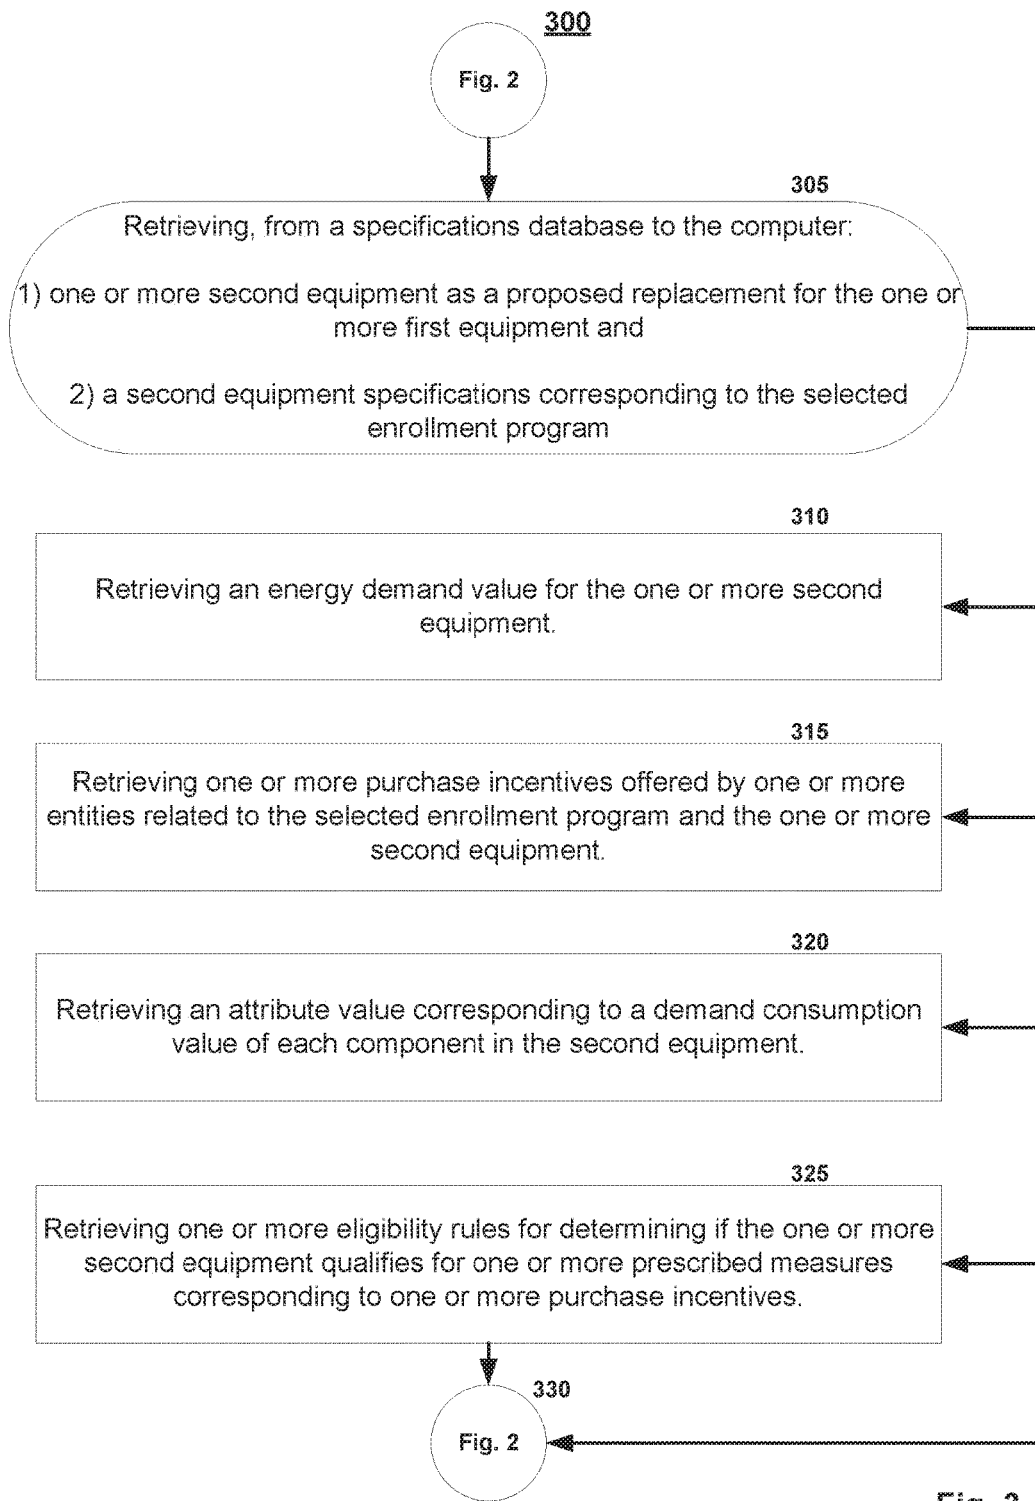 300
Fig. 2
305
Retrieving, from a specifications database to the computer:
1) one or more second equipment as a proposed replacement for the one or
more first equipment and
2) a second equipment specifications corresponding to the selected
enrollment program
310
Retrieving an energy demand value for the one or more second
equipment.
315
Retrieving one or more purchase incentives offered by one or more
entities related to the selected enrollment program and the one or more
second equipment.
320
Retrieving an attribute value corresponding to a demand consumption
value of each component in the second equipment.
325
Retrieving one or more eligibility rules for determining if the one or more
second equipment qualifies for one or more prescribed measures
corresponding to one or more purchase incentives.
330
Fig. 2